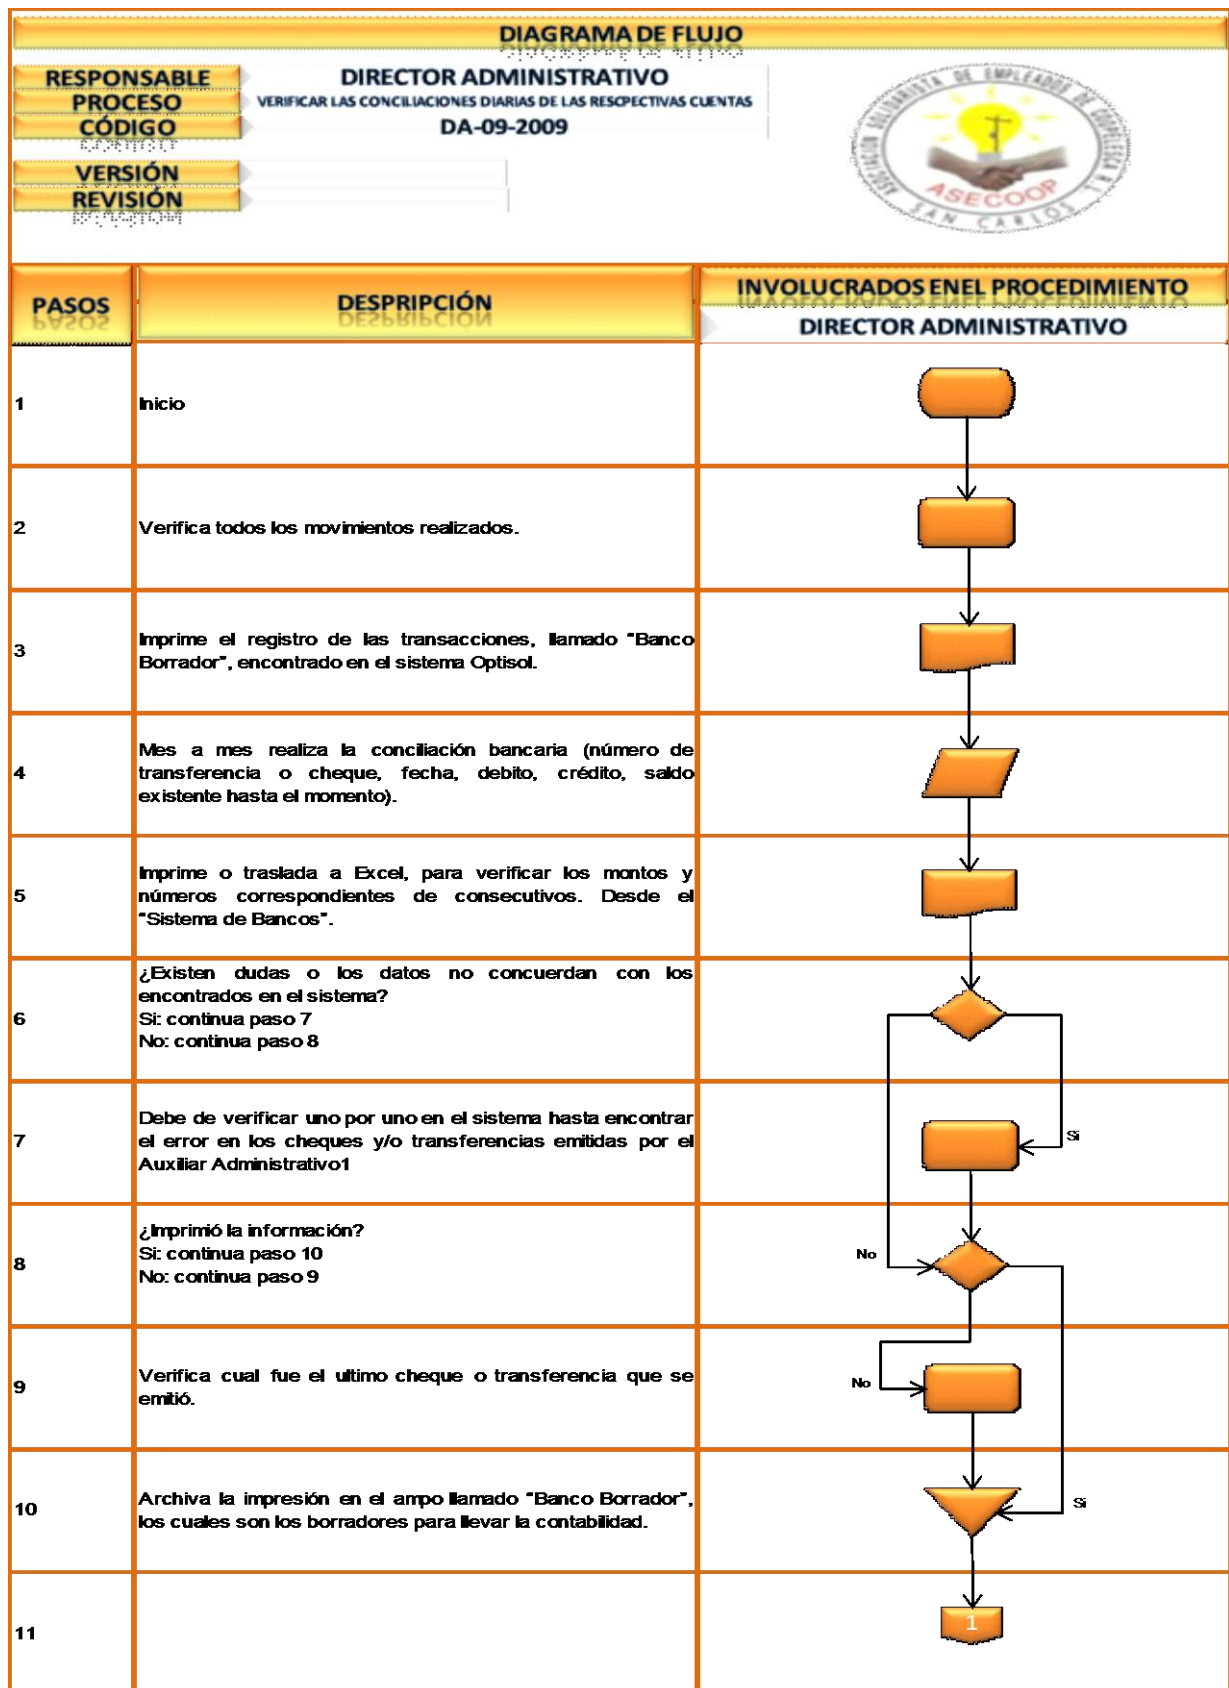 DIAGRAMA DE FLUJO
RESPONSABLE
DIRECTOR ADMINISTRATIVO
PROCESO
VERIFICAR LAS CONCILIACIONES DIARIAS DE LAS RESCPECTIVAS CUENTAS
CÓDIGO
DA-09-2009
VERSIÓN
REVISIÓN
ASOCIACIÓN SOLIDARISTA DE EMPLEADOS DE COOPELESCA R.L.
ASECOOP
SAN CARLOS
PASOS
DESPRIPCIÓN
INVOLUCRADOS ENEL PROCEDIMIENTO
DIRECTOR ADMINISTRATIVO
1
Inicio
2
Verifica todos los movimientos realizados.
3
Imprime el registro de las transacciones, llamado "Banco
Borrador", encontrado en el sistema Optisol.
4
Mes a mes realiza la conciliación bancaria (número de
transferencia o cheque, fecha, debito, crédito, saldo
existente hasta el momento).
5
Imprime o traslada a Excel, para verificar los montos y
números correspondientes de consecutivos. Desde el
"Sistema de Bancos".
6
¿Existen dudas o los datos no concuerdan con los
encontrados en el sistema?
Si: continua paso 7
No: continua paso 8
7
Debe de verificar uno por uno en el sistema hasta encontrar
el error en los cheques y/o transferencias emitidas por el
Auxiliar Administrativo1
Si
8
¿Imprimió la información?
Si: continua paso 10
No: continua paso 9
No
9
Verifica cual fue el ultimo cheque o transferencia que se
emitió.
No
10
Archiva la impresión en el ampo llamado "Banco Borrador",
los cuales son los borradores para llevar la contabilidad.
Si
11
1